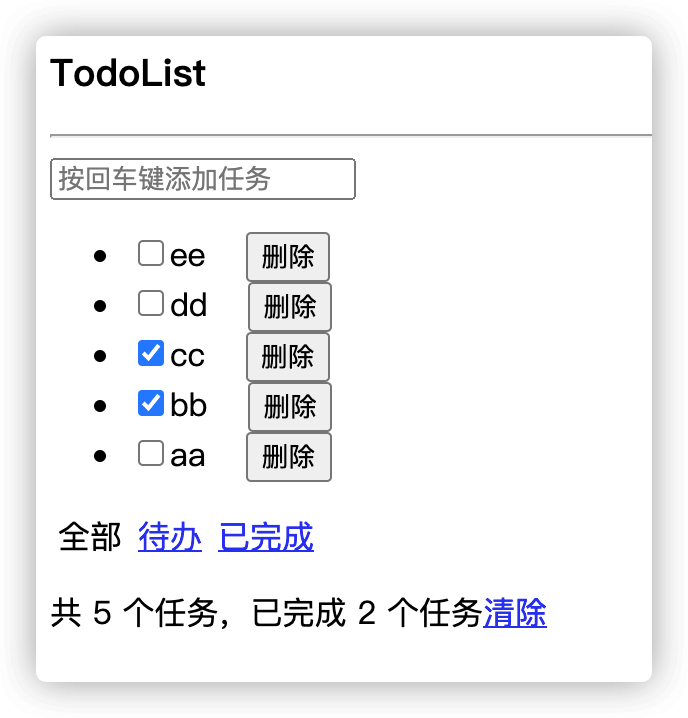 TodoList
按回车键添加任务
ee 删除
dd 删除
cc 删除
bb 删除
aa 删除
全部 待办 已完成
共 5 个任务，已完成 2 个任务清除